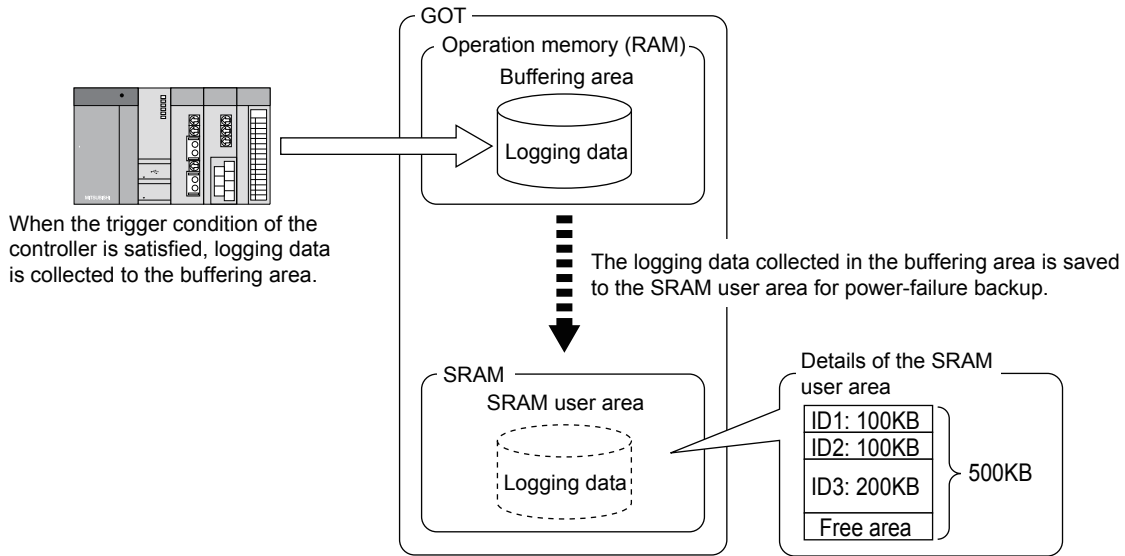 GOT
Operation memory (RAM)
Buffering area
Logging data
MITSUBISHI
When the trigger condition of the
controller is satisfied, logging data
is collected to the buffering area.
The logging data collected in the buffering area is saved
to the SRAM user area for power-failure backup.
SRAM
SRAM user area
Logging data
Details of the SRAM
user area
ID1: 100KB
ID2: 100KB
ID3: 200KB
Free area
500KB